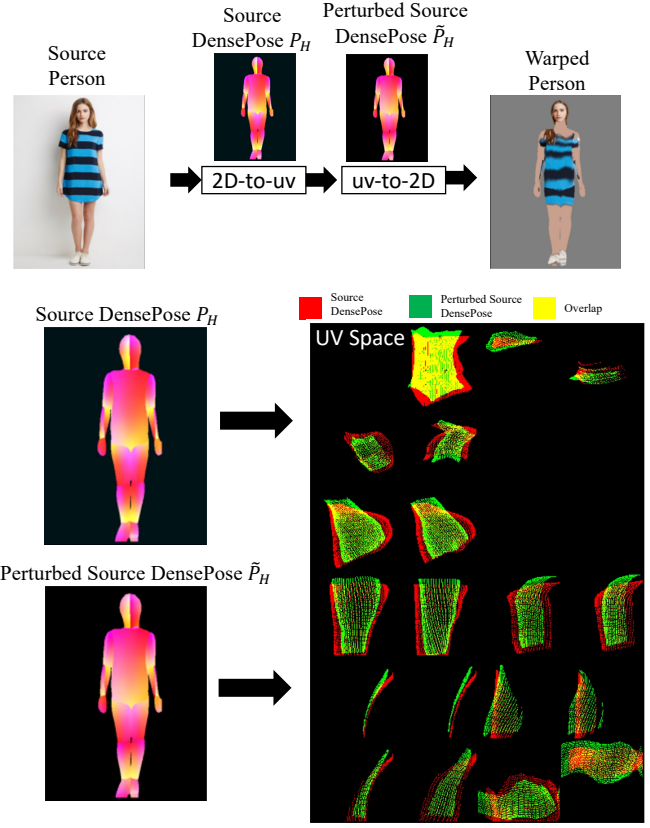 Source
Person
Source
DensePose P_H
Perturbed Source
DensePose P̃_H
Warped
Person
2D-to-uv
uv-to-2D
Source DensePose P_H
Source
DensePose
Perturbed Source
DensePose
Overlap
UV Space
Perturbed Source DensePose P̃_H